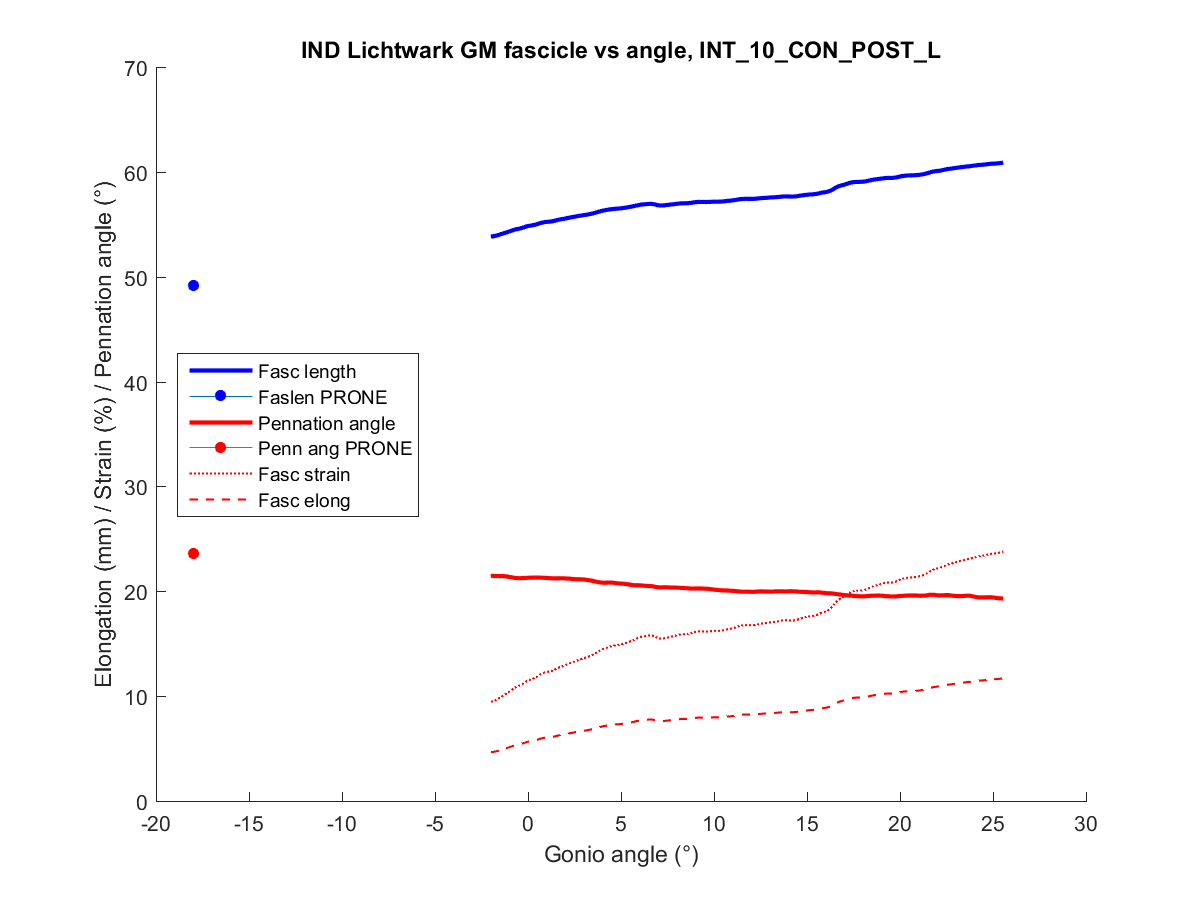 IND Lichtwark GM fascicle vs angle, INT_10_CON_POST_L
70
60
50
40
30
20
10
0
Elongation (mm) / Strain (%) / Pennation angle (°)
Fasc length
Faslen PRONE
Pennation angle
Penn ang PRONE
Fasc strain
Fasc elong
-20 -15 -10 -5 0 5 10 15 20 25 30
Gonio angle (°)